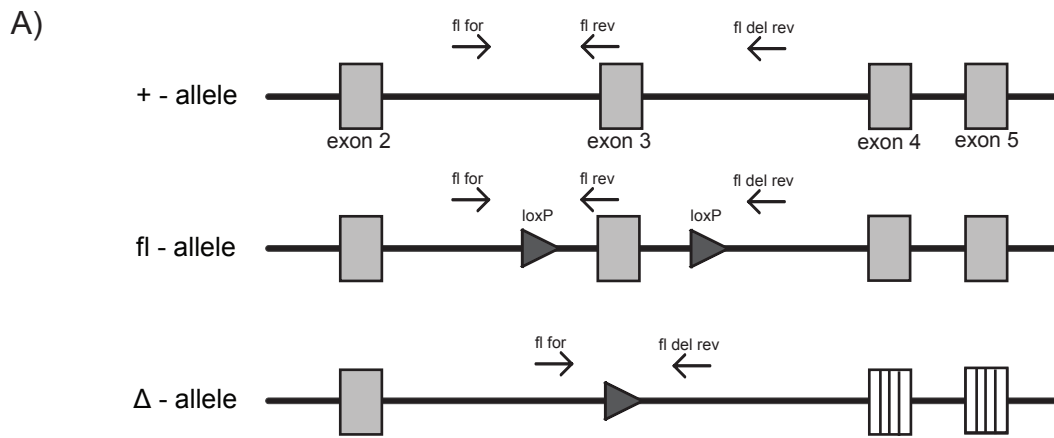 A)
fl for fl rev fl del rev
+ - allele
exon 2 exon 3 exon 4 exon 5
fl for fl rev fl del rev
loxP loxP
fl - allele
fl for fl del rev
Δ - allele